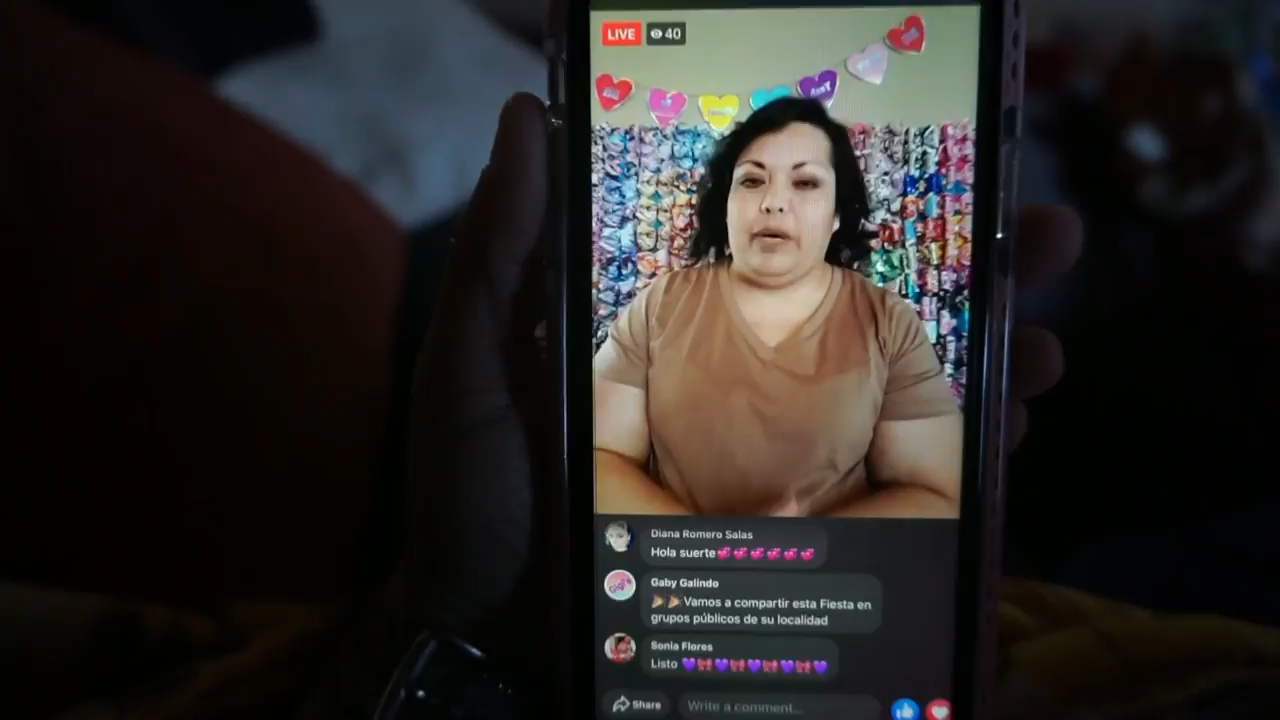 LIVE 40
Diana Romero Salas
Hola suerte💞💞💞💞💞💞
Gaby Galindo
🎉🎉Vamos a compartir esta Fiesta en
grupos públicos de su localidad
Sonia Flores
Listo 💜🎀💜🎀💜🎀💜🎀💜
Share
Write a comment...